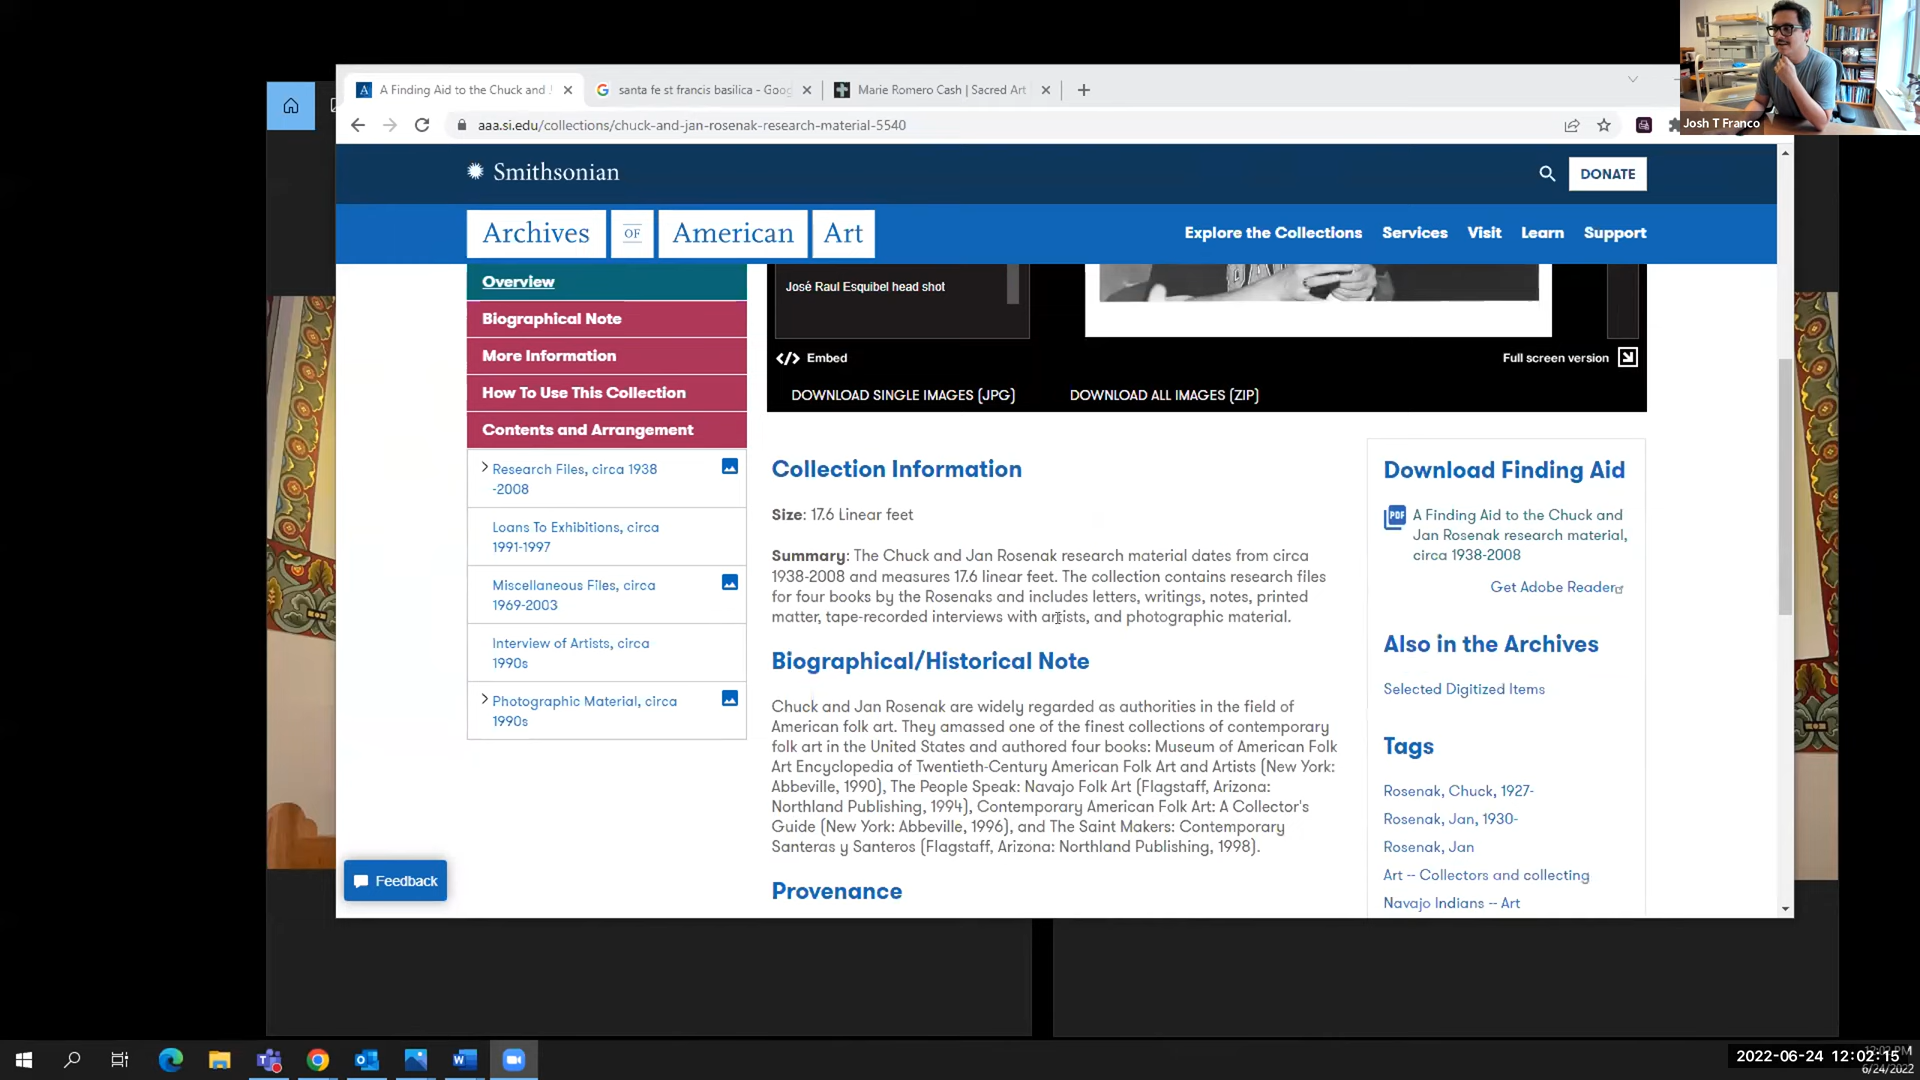 A Finding Aid to the Chuck and
santa fe st francis basilica - Goo
Marie Romero Cash | Sacred Art
aaa.si.edu/collections/chuck-and-jan-rosenak-research-material-5540
Josh T Franco
Smithsonian
DONATE
Archives OF American Art
Explore the Collections Services Visit Learn Support
Overview
Biographical Note
More Information
How To Use This Collection
Contents and Arrangement
Research Files, circa 1938
-2008
Loans To Exhibitions, circa
1991-1997
Miscellaneous Files, circa
1969-2003
Interview of Artists, circa
1990s
Photographic Material, circa
1990s
José Raul Esquibel head shot
Embed
Full screen version
DOWNLOAD SINGLE IMAGES (JPG)
DOWNLOAD ALL IMAGES (ZIP)
Collection Information
Size: 17.6 Linear feet
Summary: The Chuck and Jan Rosenak research material dates from circa
1938-2008 and measures 17.6 linear feet. The collection contains research files
for four books by the Rosenaks and includes letters, writings, notes, printed
matter, tape-recorded interviews with artists, and photographic material.
Biographical/Historical Note
Chuck and Jan Rosenak are widely regarded as authorities in the field of
American folk art. They amassed one of the finest collections of contemporary
folk art in the United States and authored four books: Museum of American Folk
Art Encyclopedia of Twentieth-Century American Folk Art and Artists (New York:
Abbeville, 1990), The People Speak: Navajo Folk Art (Flagstaff, Arizona:
Northland Publishing, 1994), Contemporary American Folk Art: A Collector's
Guide (New York: Abbeville, 1996), and The Saint Makers: Contemporary
Santeras y Santeros (Flagstaff, Arizona: Northland Publishing, 1998).
Provenance
Download Finding Aid
PDF
A Finding Aid to the Chuck and
Jan Rosenak research material,
circa 1938-2008
Get Adobe Reader
Also in the Archives
Selected Digitized Items
Tags
Rosenak, Chuck, 1927-
Rosenak, Jan, 1930-
Rosenak, Jan
Art -- Collectors and collecting
Navajo Indians -- Art
Feedback
2022-06-24 12:02:15
6/24/2022